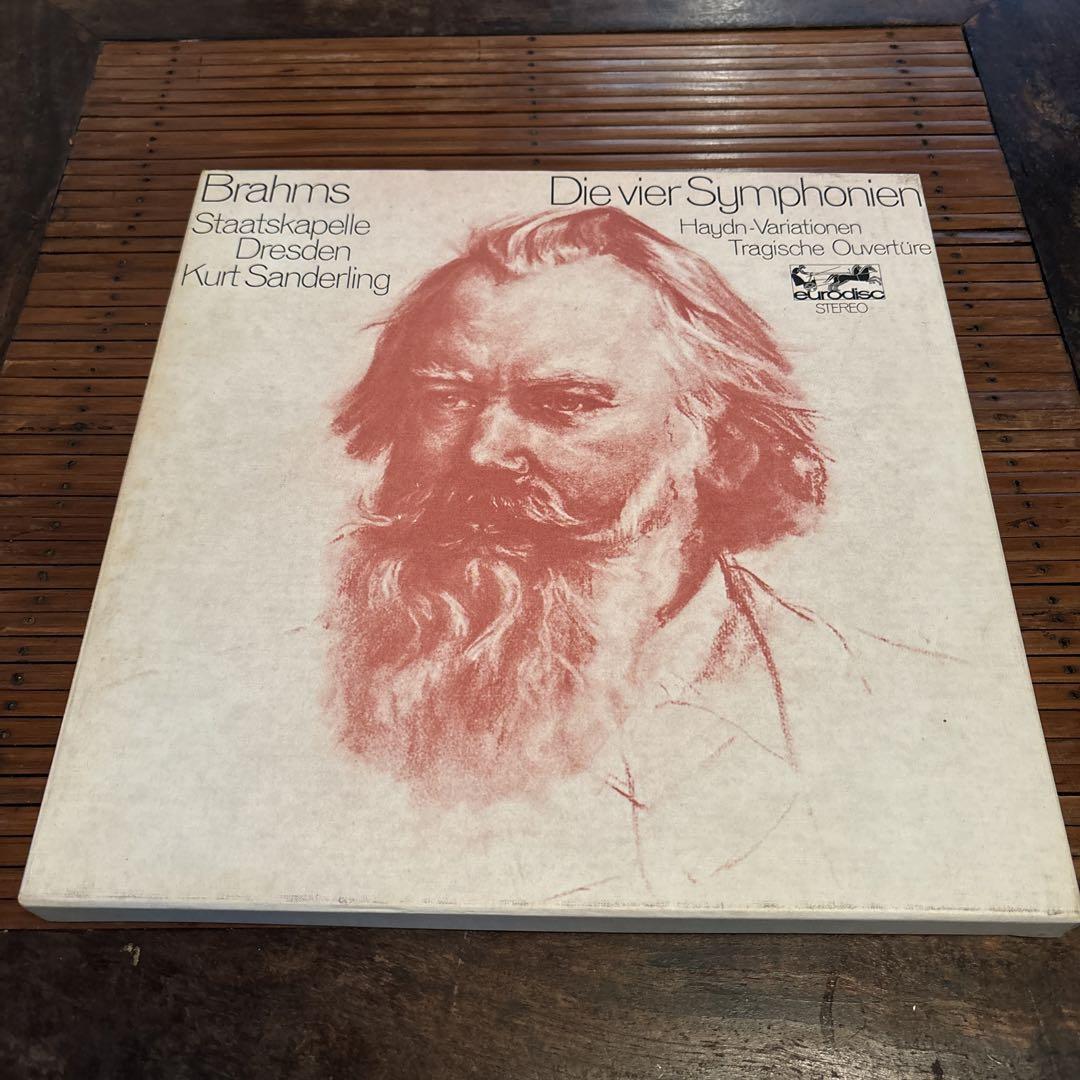 Brahms
Staatskapelle
Dresden
Kurt Sanderling
Die vier Symphonien
Haydn-Variationen
Tragische Ouvertüre
eurodisc
STEREO